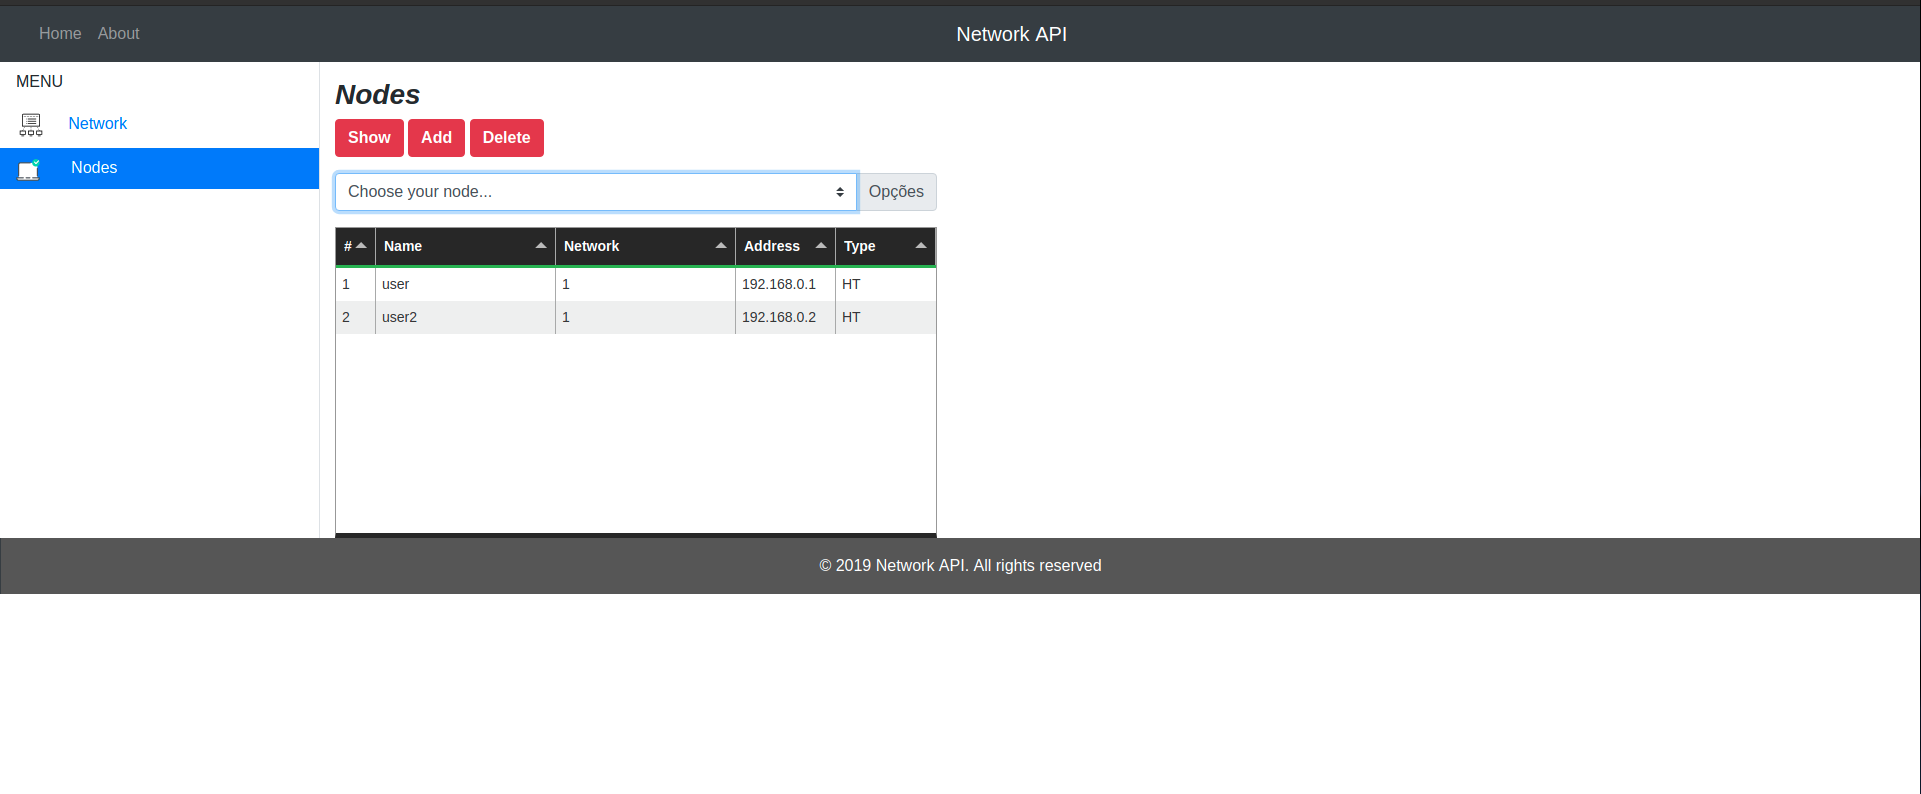 Home About Network API
MENU
Network
Nodes
Nodes
Show Add Delete
Choose your node... Opções
# Name Network Address Type
1 user 1 192.168.0.1 HT
2 user2 1 192.168.0.2 HT
© 2019 Network API. All rights reserved